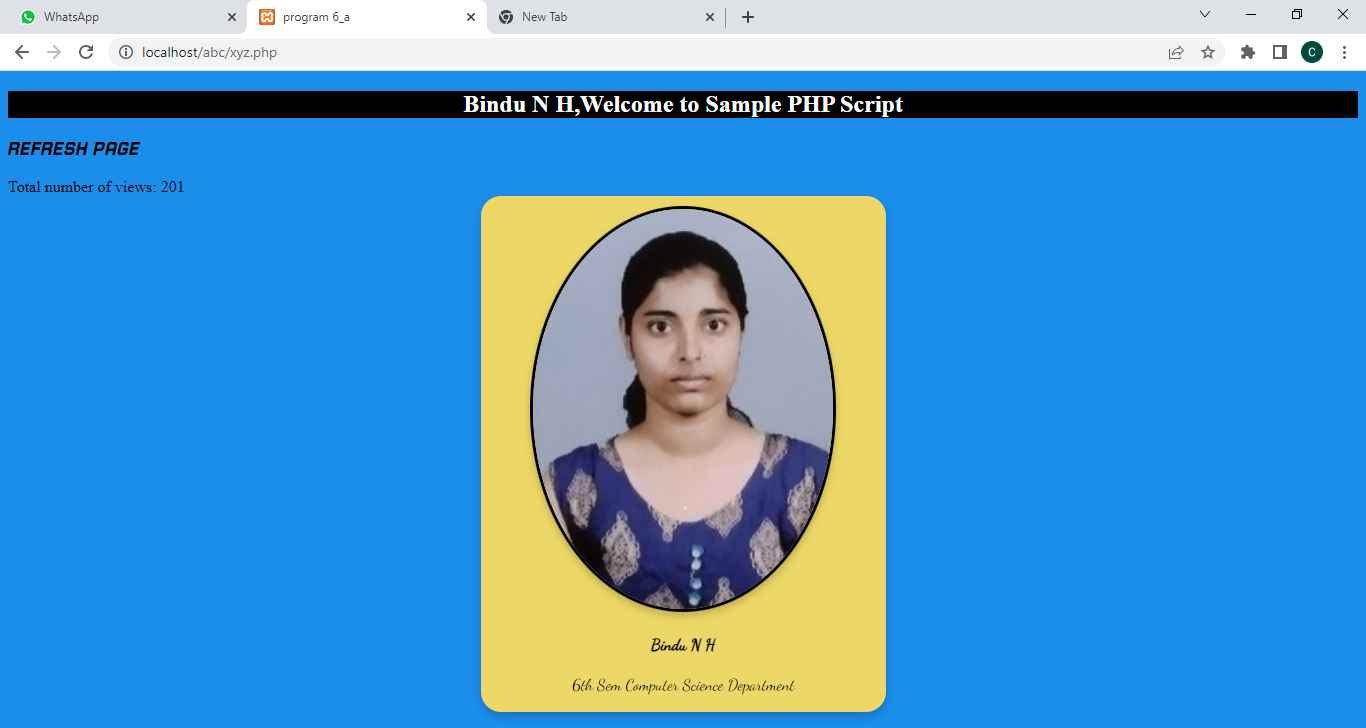 WhatsApp
program 6_a
New Tab
localhost/abc/xyz.php
C
Bindu N H,Welcome to Sample PHP Script
REFRESH PAGE
Total number of views: 201
Bindu N H
6th Sem Computer Science Department